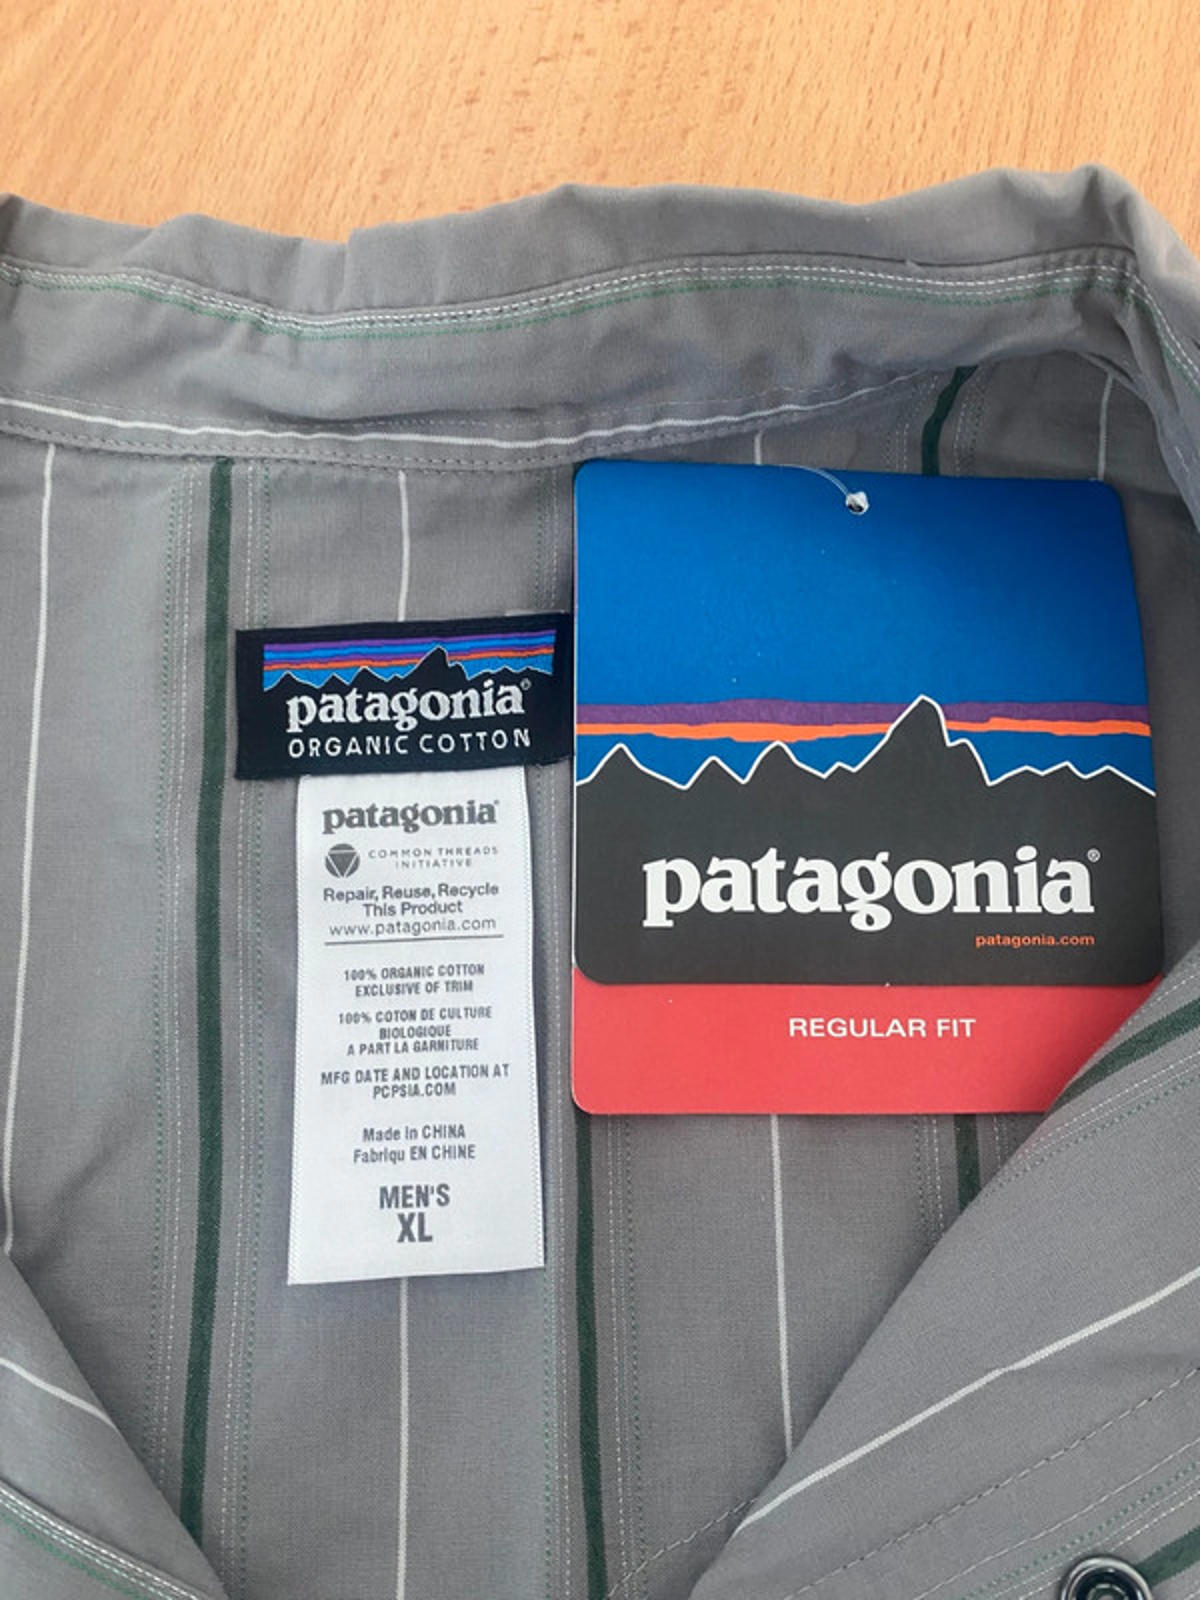 patagonia®
ORGANIC COTTON
patagonia®
COMMON THREADS
INITIATIVE
Repair, Reuse, Recycle
This Product
www.patagonia.com
100% ORGANIC COTTON
EXCLUSIVE OF TRIM
100% COTON DE CULTURE
BIOLOGIQUE
A PART LA GARNITURE
MFG DATE AND LOCATION AT
PCPSIA.COM
Made in CHINA
Fabriqu EN CHINE
MEN'S
XL
patagonia®
patagonia.com
REGULAR FIT